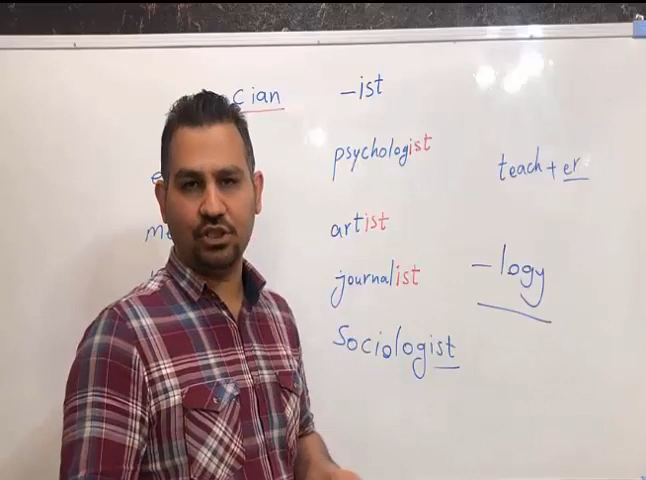 cian
-ist
psychologist
artist
journalist
Sociologist
teach + er
-logy